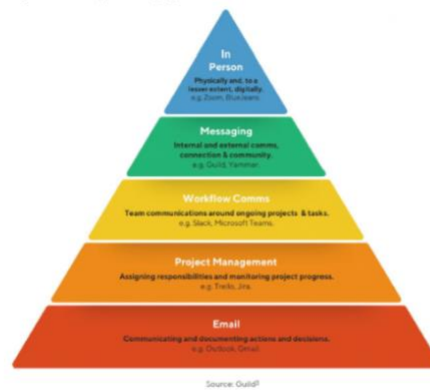 In
Person
Physically and, to a
lesser extent, digitally.
e.g. Zoom, BlueJeans.
Messaging
Internal and external comms,
connection & community.
e.g. Guild, Yammer.
Workflow Comms
Team communications around ongoing projects & tasks.
e.g. Slack, Microsoft Teams.
Project Management
Assigning responsibilities and monitoring project progress.
e.g. Trello, Jira.
Email
Communicating and documenting actions and decisions.
e.g. Outlook, Gmail.
Source: Guild